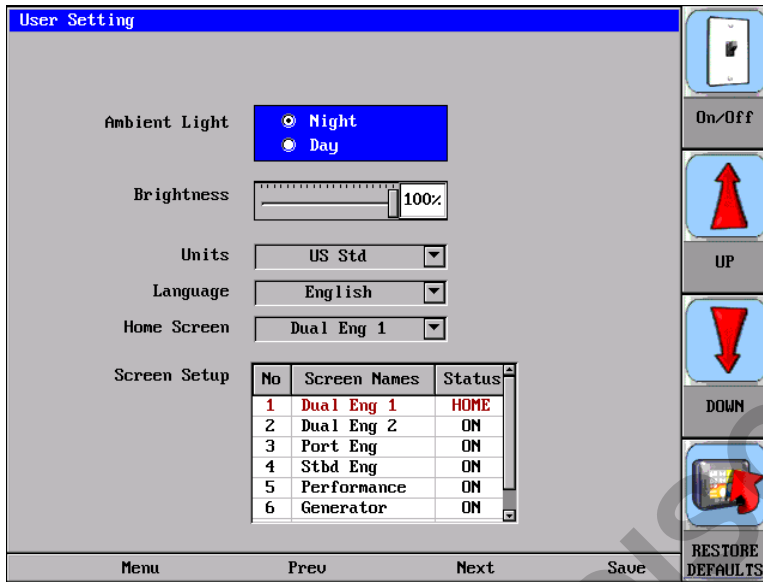 User Setting
Ambient Light
Night
Day
Brightness
100%
Units
US Std
Language
English
Home Screen
Dual Eng 1
Screen Setup
No Screen Names Status
1 Dual Eng 1 HOME
2 Dual Eng 2 ON
3 Port Eng ON
4 Stbd Eng ON
5 Performance ON
6 Generator ON
Menu Prev Next Save
On/Off
UP
DOWN
RESTORE
DEFAULTS